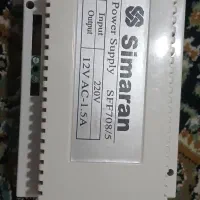 Simaran
Power Supply SFF708/5
Input 220V
Output 12V AC-1.5A